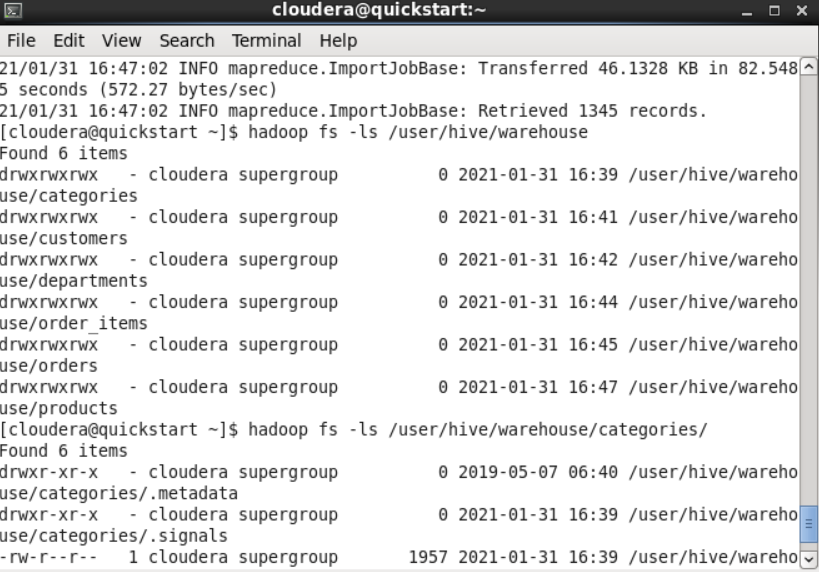 cloudera@quickstart:~
File Edit View Search Terminal Help
21/01/31 16:47:02 INFO mapreduce.ImportJobBase: Transferred 46.1328 KB in 82.548
5 seconds (572.27 bytes/sec)
21/01/31 16:47:02 INFO mapreduce.ImportJobBase: Retrieved 1345 records.
[cloudera@quickstart ~]$ hadoop fs -ls /user/hive/warehouse
Found 6 items
drwxrwxrwx   - cloudera supergroup          0 2021-01-31 16:39 /user/hive/wareho
use/categories
drwxrwxrwx   - cloudera supergroup          0 2021-01-31 16:41 /user/hive/wareho
use/customers
drwxrwxrwx   - cloudera supergroup          0 2021-01-31 16:42 /user/hive/wareho
use/departments
drwxrwxrwx   - cloudera supergroup          0 2021-01-31 16:44 /user/hive/wareho
use/order_items
drwxrwxrwx   - cloudera supergroup          0 2021-01-31 16:45 /user/hive/wareho
use/orders
drwxrwxrwx   - cloudera supergroup          0 2021-01-31 16:47 /user/hive/wareho
use/products
[cloudera@quickstart ~]$ hadoop fs -ls /user/hive/warehouse/categories/
Found 6 items
drwxr-xr-x   - cloudera supergroup          0 2019-05-07 06:40 /user/hive/wareho
use/categories/.metadata
drwxr-xr-x   - cloudera supergroup          0 2021-01-31 16:39 /user/hive/wareho
use/categories/.signals
-rw-r--r--   1 cloudera supergroup       1957 2021-01-31 16:39 /user/hive/wareho